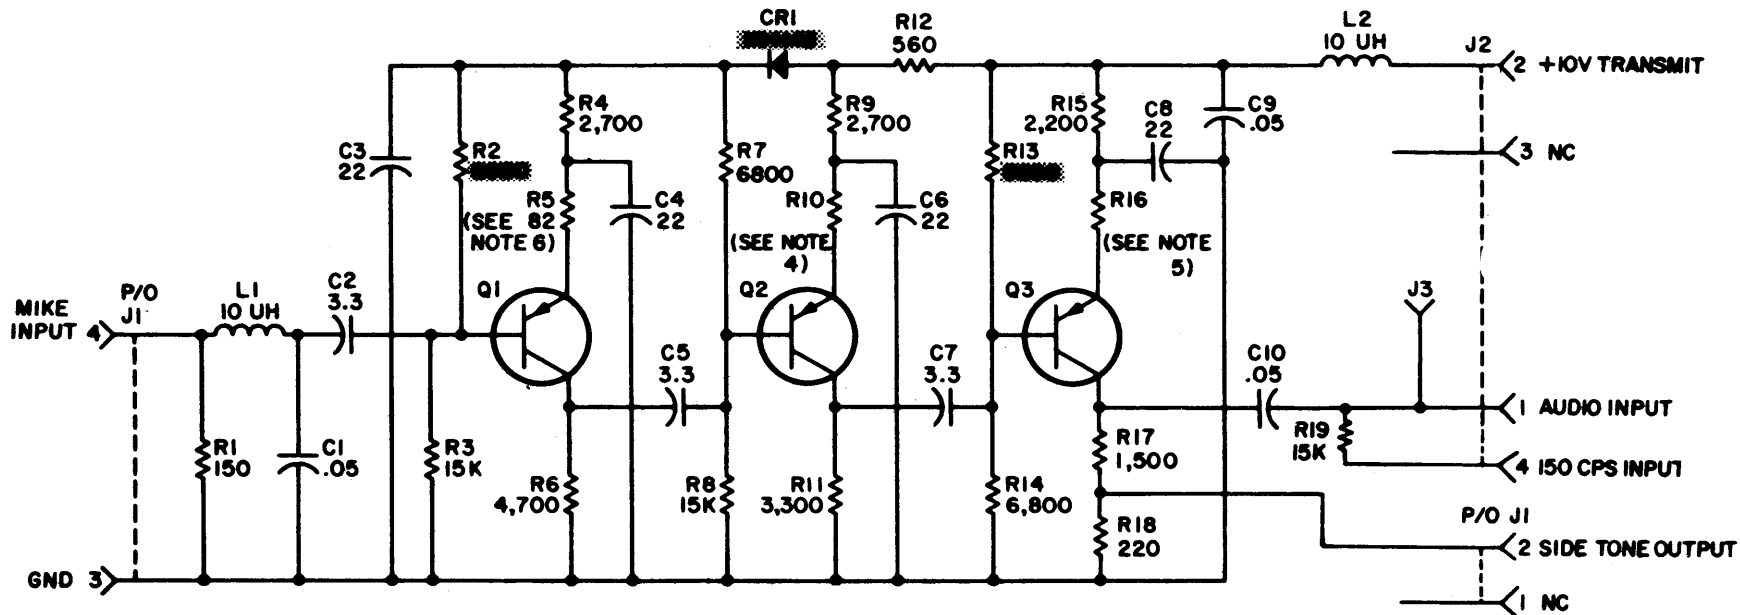 CR1
R12
560
L2
10 UH
J2
2 +10V TRANSMIT
R4
2,700
R9
2,700
R15
2,200
C8
22
C9
.05
C3
22
R2
R7
6800
R13
3 NC
R5
82
(SEE
NOTE 6)
C4
22
R10
(SEE NOTE
4)
C6
22
R16
(SEE NOTE
5)
MIKE
INPUT 4
P/O
J1
L1
10 UH
C2
3.3
Q1
Q2
Q3
J3
C5
3.3
C7
3.3
C10
.05
1 AUDIO INPUT
R1
150
C1
.05
R3
15K
R6
4,700
R8
15K
R11
3,300
R14
6,800
R17
1,500
R19
15K
4 150 CPS INPUT
R18
220
P/O J1
2 SIDE TONE OUTPUT
GND 3
1 NC